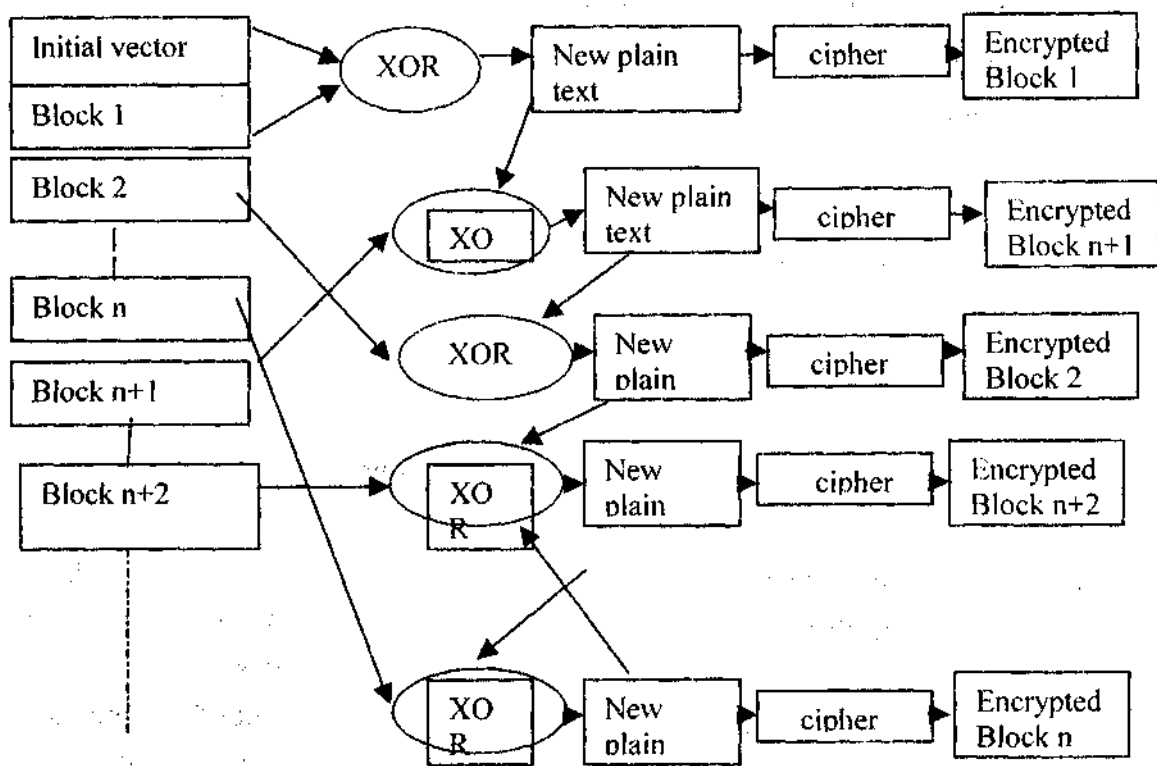 Initial vector
Block 1
Block 2
Block n
Block n+1
Block n+2
XOR
New plain
text
cipher
Encrypted
Block 1
XO
New plain
text
cipher
Encrypted
Block n+1
XOR
New
plain
cipher
Encrypted
Block 2
XO
R
New
plain
cipher
Encrypted
Block n+2
XO
R
New
plain
cipher
Encrypted
Block n